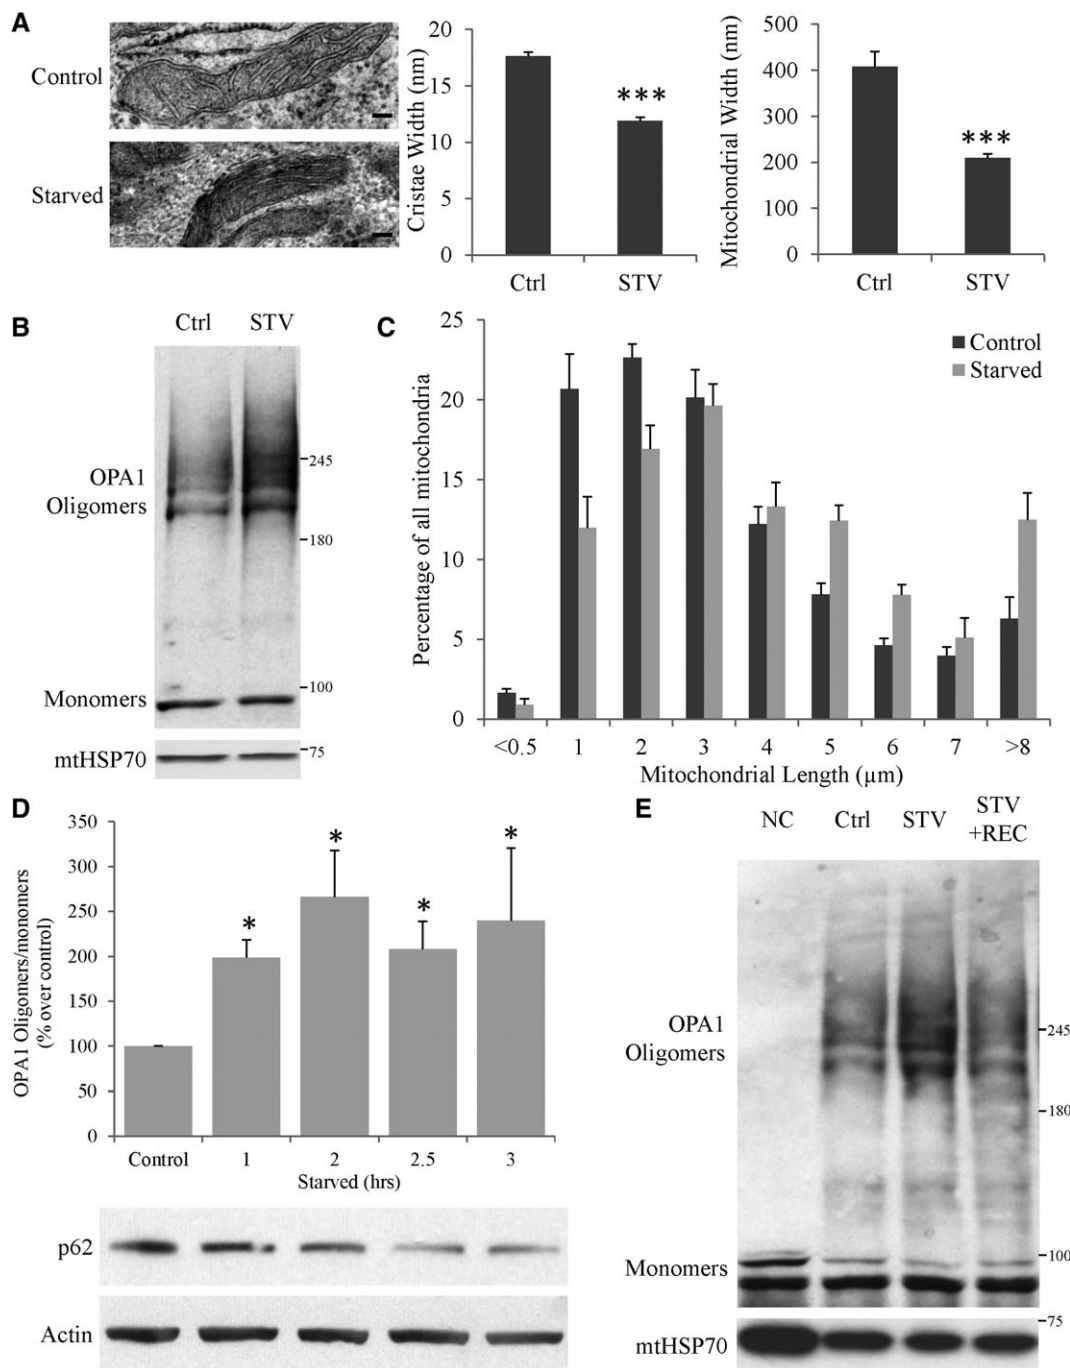 A
Control
Starved
Cristae Width (nm)
20
15
10
5
0
***
Ctrl
STV
Mitochondrial Width (nm)
500
400
300
200
100
0
***
Ctrl
STV
B
Ctrl
STV
OPA1
Oligomers
245
180
Monomers
100
mtHSP70
75
C
Percentage of all mitochondria
25
20
15
10
5
0
Control
Starved
<0.5
1
2
3
4
5
6
7
>8
Mitochondrial Length (µm)
D
OPA1 Oligomers/monomers
(% over control)
350
300
250
200
150
100
50
0
*
*
*
*
Control
1
2
2.5
3
Starved (hrs)
p62
Actin
E
NC
Ctrl
STV
STV
+REC
OPA1
Oligomers
245
180
Monomers
100
mtHSP70
75